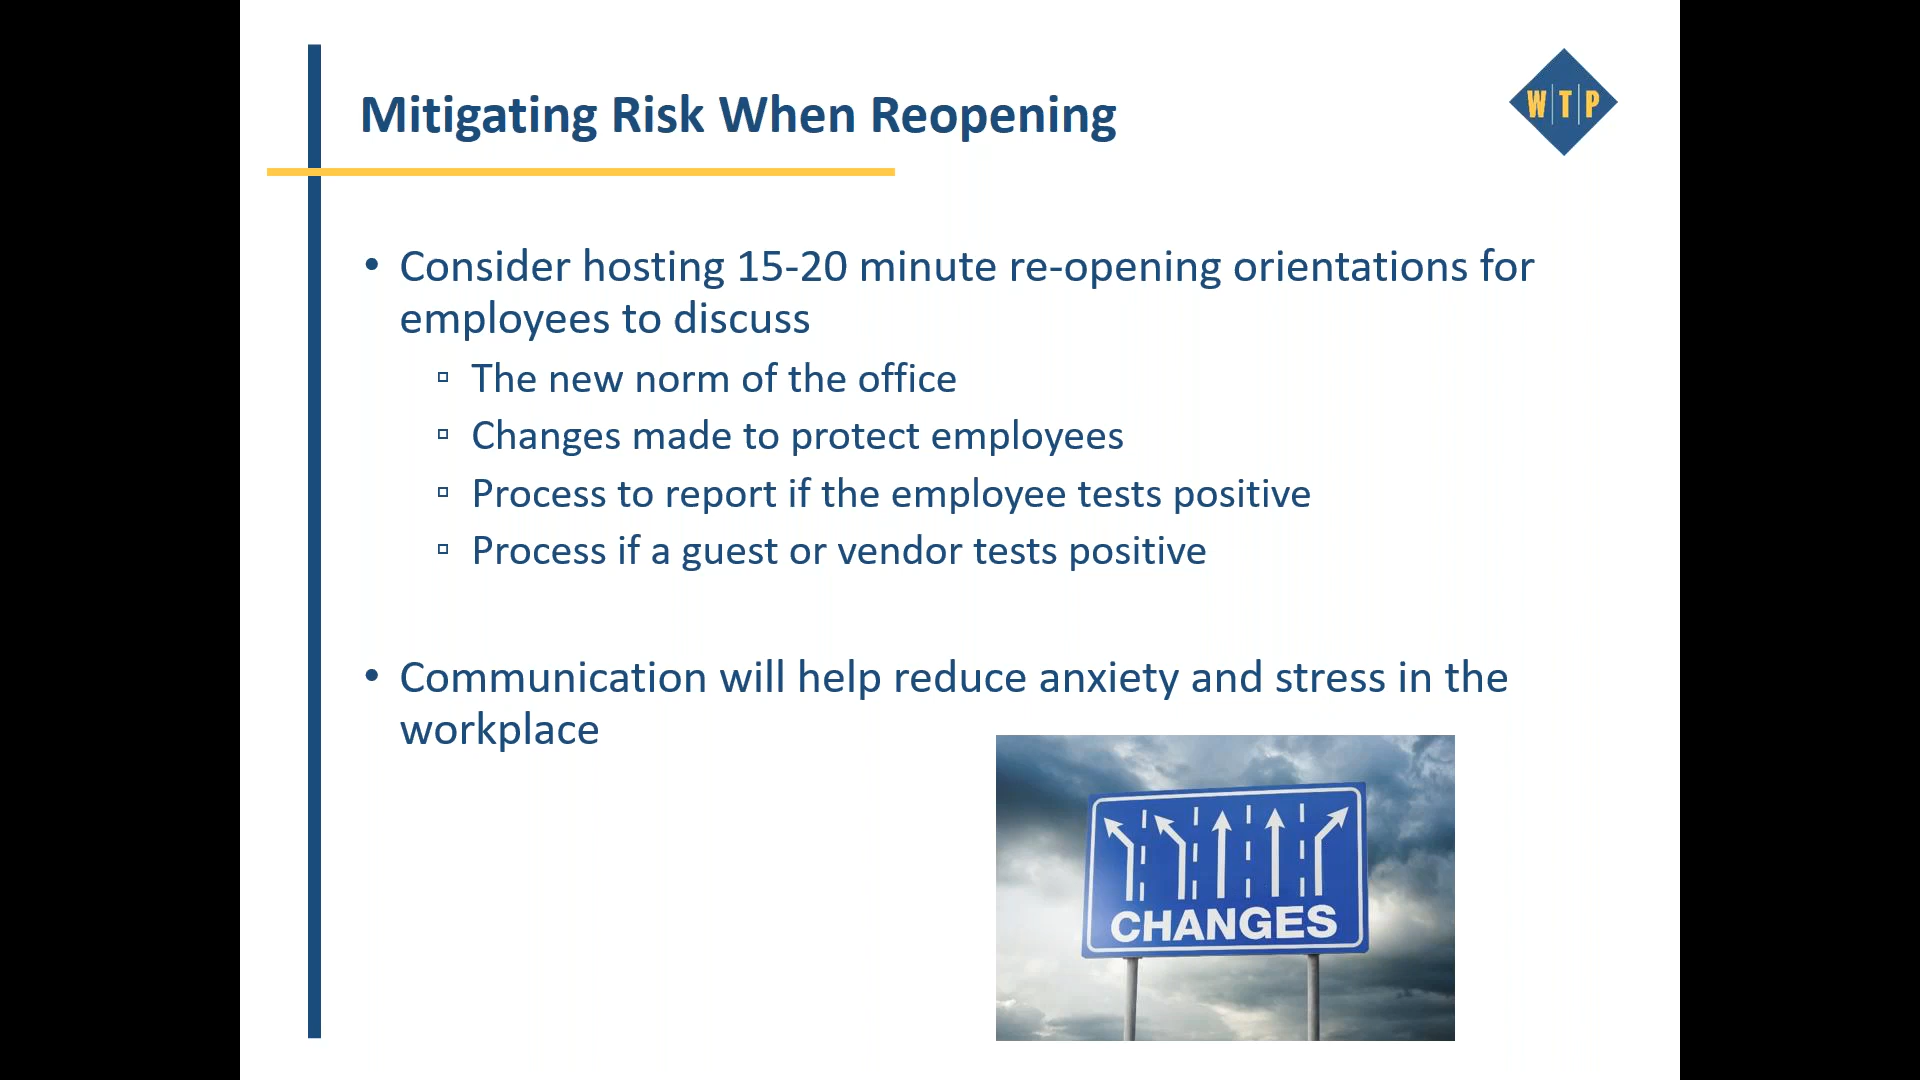 Mitigating Risk When Reopening
W|T|P
• Consider hosting 15-20 minute re-opening orientations for
employees to discuss
▫ The new norm of the office
▫ Changes made to protect employees
▫ Process to report if the employee tests positive
▫ Process if a guest or vendor tests positive
• Communication will help reduce anxiety and stress in the
workplace
CHANGES